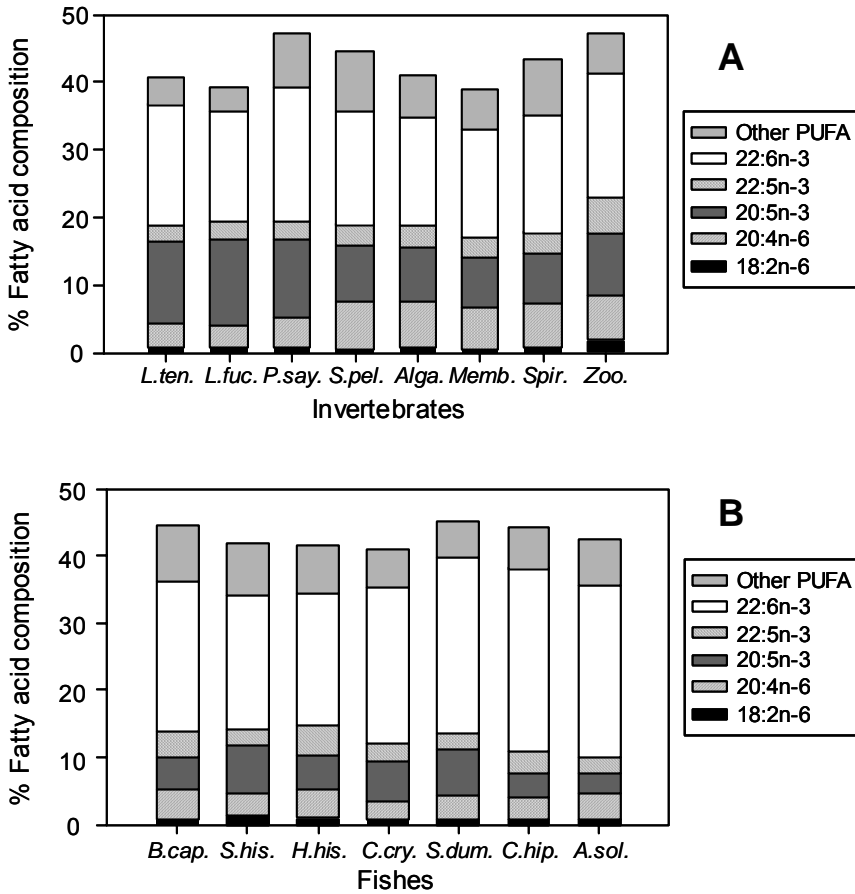 A
% Fatty acid composition
50
40
30
20
10
0
L.ten. L.fuc. P.say. S.pel. Alga. Memb. Spir. Zoo.
Invertebrates
Other PUFA
22:6n-3
22:5n-3
20:5n-3
20:4n-6
18:2n-6
B
% Fatty acid composition
50
40
30
20
10
0
B.cap. S.his. H.his. C.cry. S.dum. C.hip. A.sol.
Fishes
Other PUFA
22:6n-3
22:5n-3
20:5n-3
20:4n-6
18:2n-6